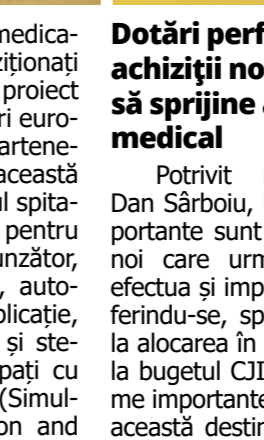 medica-
ziționați
proiect
ri euro-
artene-
această
l spita-
pentru
unzător,
, auto-
plicație,
și ste-
pați cu
(Simul-
on and
Dotări perf
achiziţii no
să sprijine
medical
Potrivit
Dan Sârboiu,
portante sunt
noi care urm
efectua și imp
ferindu-se, sp
la alocarea în
la bugetul CJI
me importante
această destin